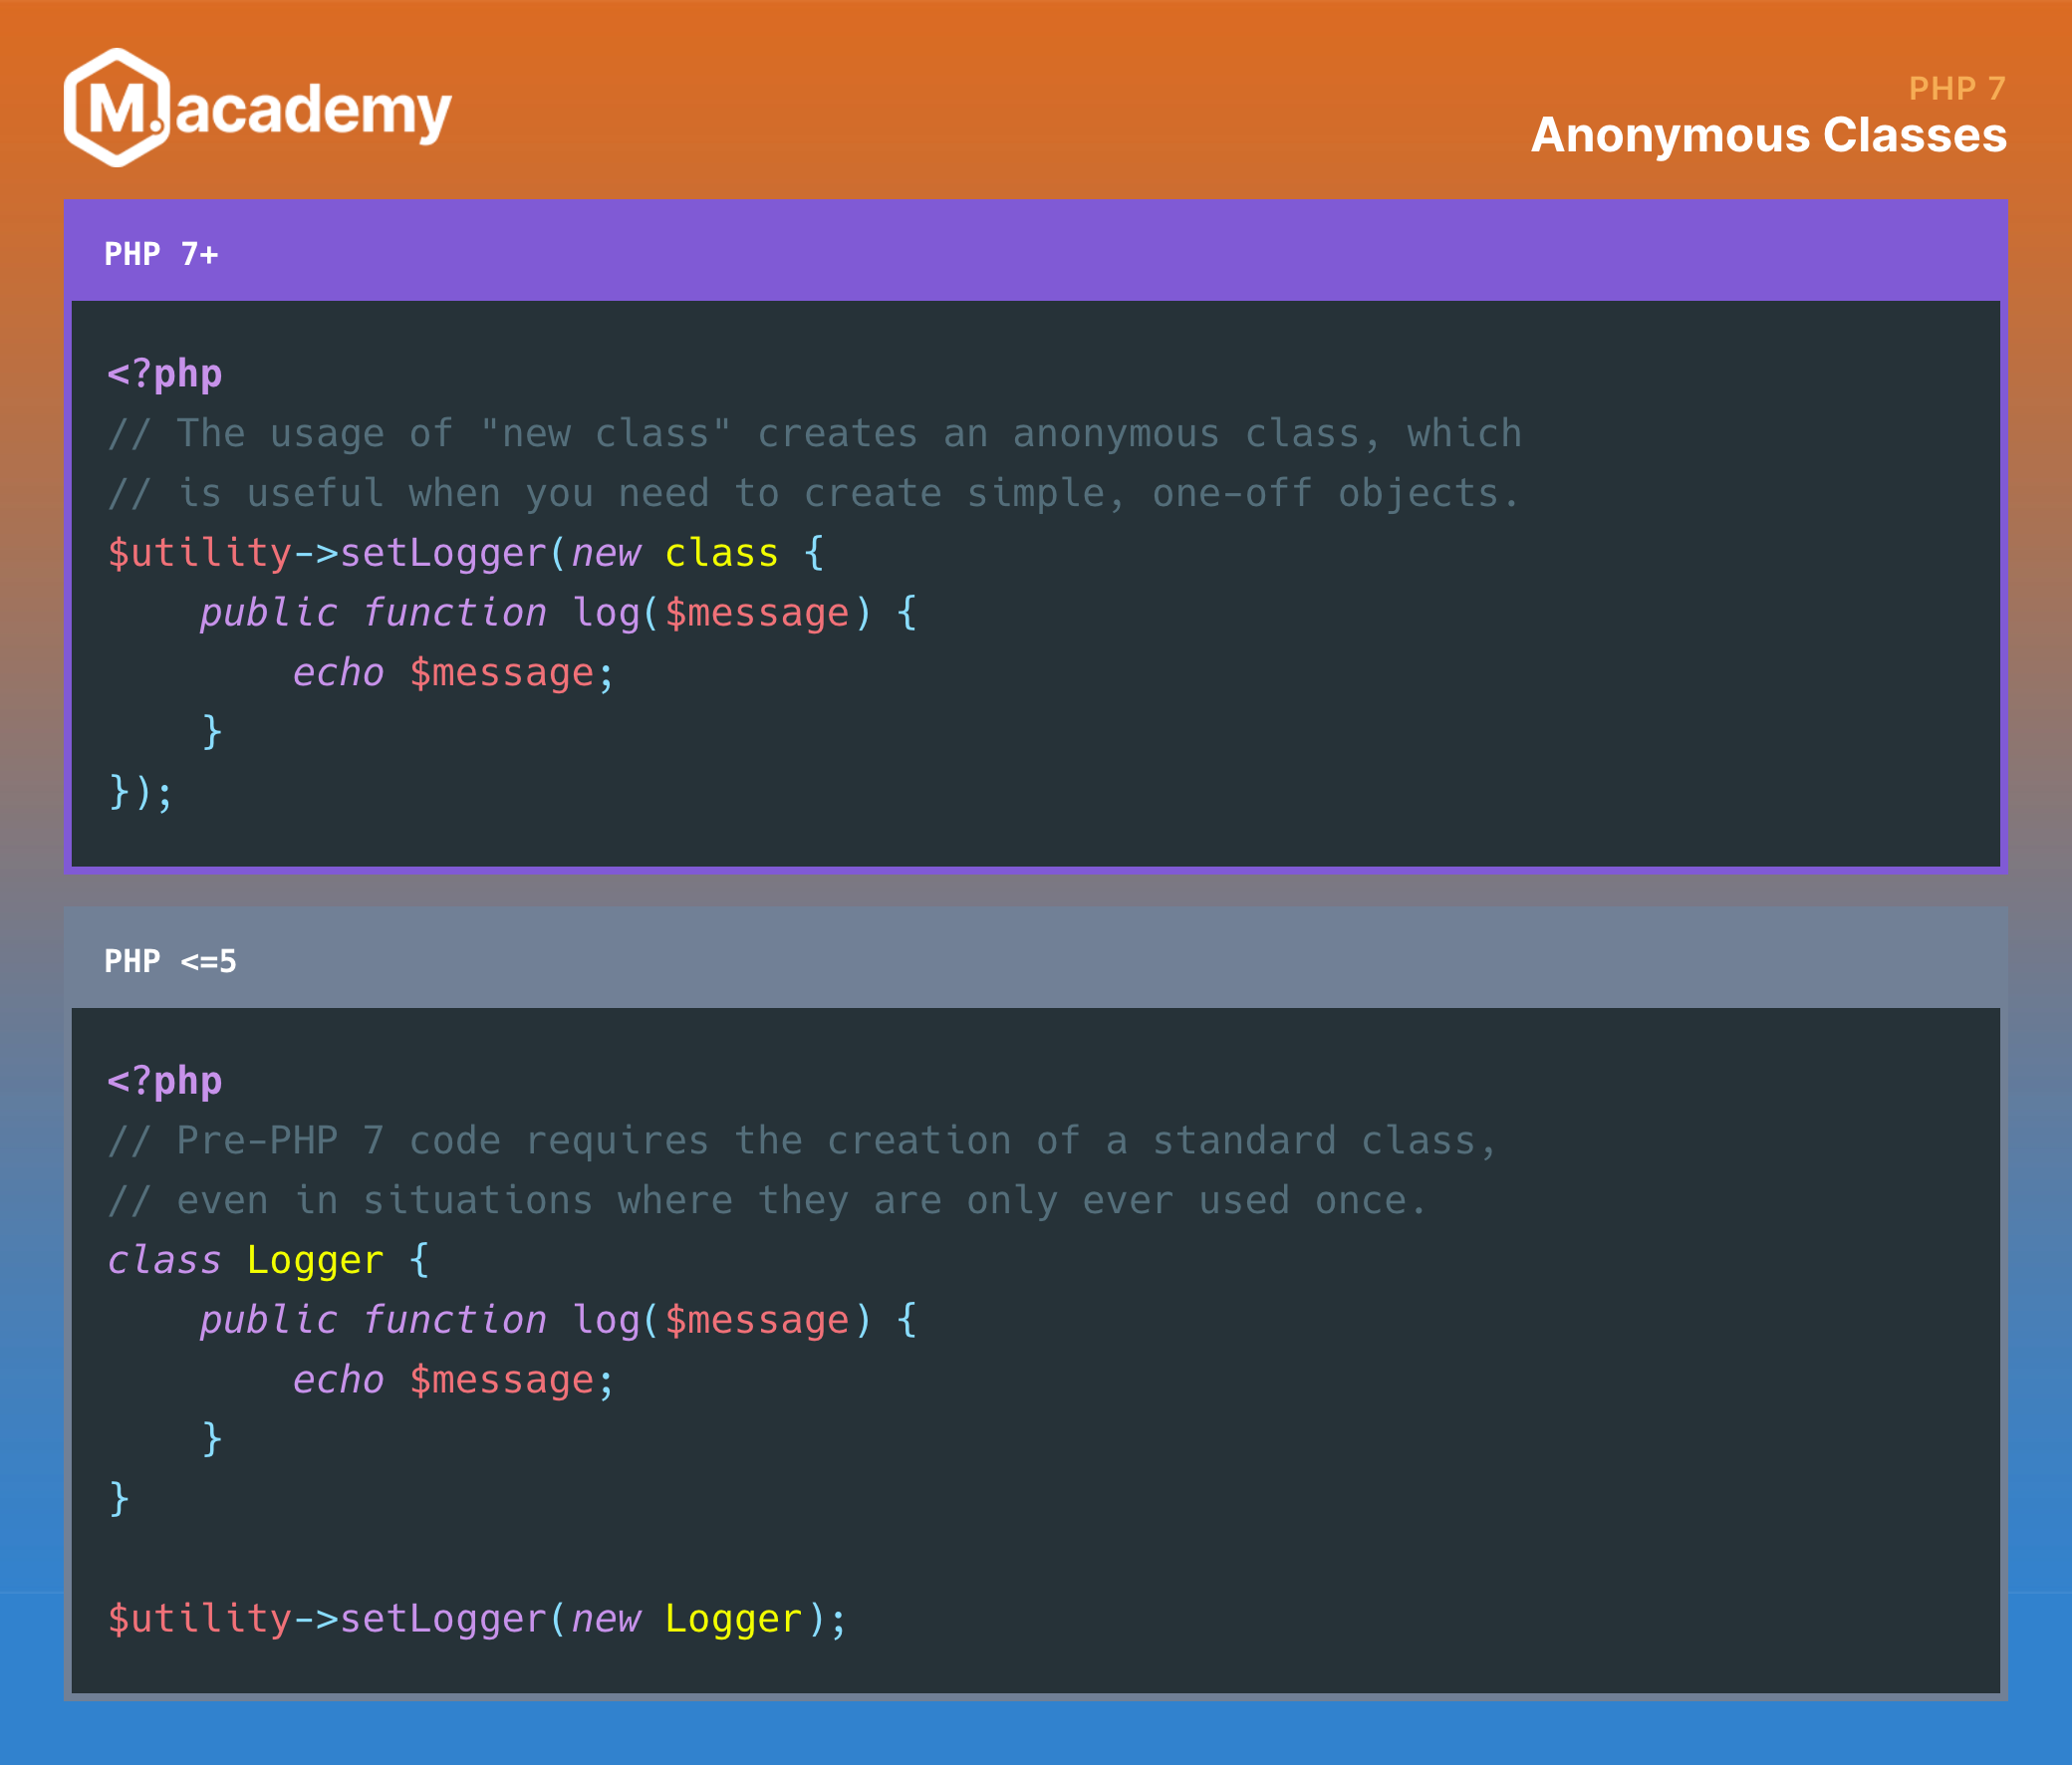 M.academy
PHP 7
Anonymous Classes
PHP 7+
<?php
// The usage of "new class" creates an anonymous class, which
// is useful when you need to create simple, one-off objects.
$utility->setLogger(new class {
    public function log($message) {
        echo $message;
    }
});
PHP <=5
<?php
// Pre-PHP 7 code requires the creation of a standard class,
// even in situations where they are only ever used once.
class Logger {
    public function log($message) {
        echo $message;
    }
}

$utility->setLogger(new Logger);